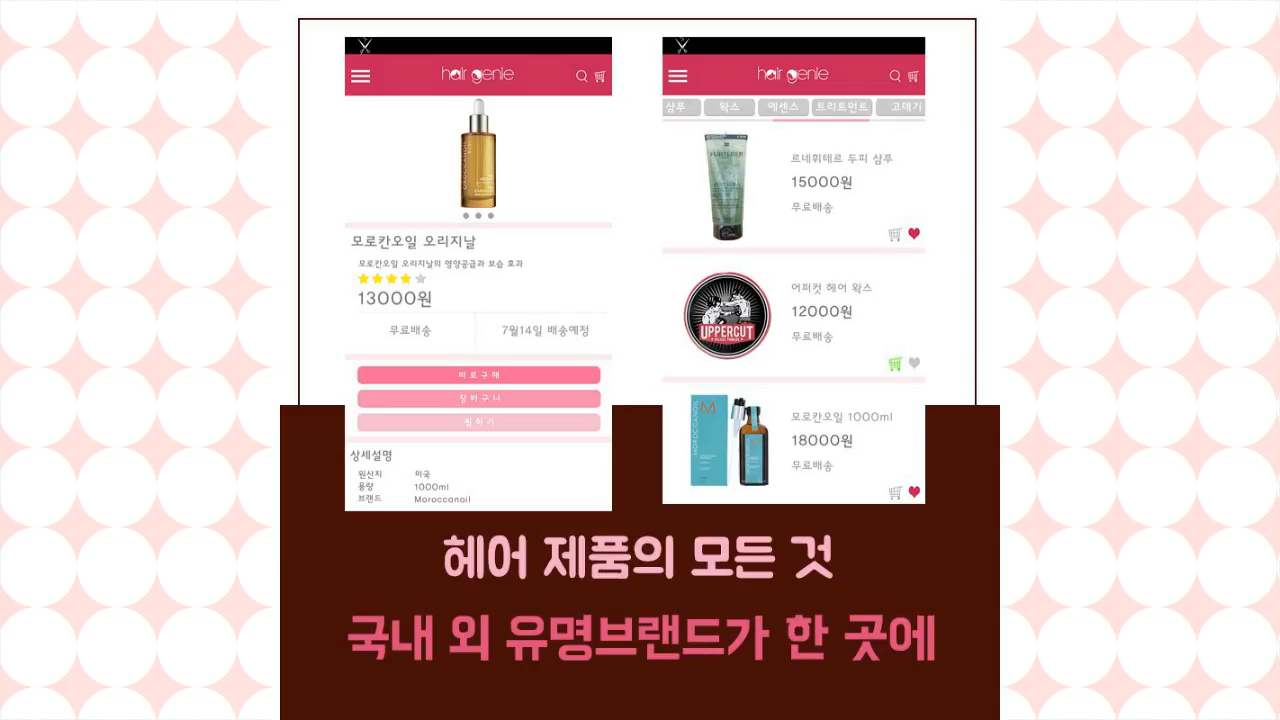 hair genie
모로칸오일 오리지날
모로칸오일 오리지날의 영양공급과 보습 효과
13000원
무료배송 7월14일 배송예정
바로구매
장바구니
찜하기
상세설명
원산지 미국
용량 1000ml
브랜드 Moroccanoil
hair genie
샴푸 왁스 에센스 트리트먼트 고데기
FURTERER
르네휘테르 두피 샴푸
15000원
무료배송
UPPERCUT
어퍼컷 헤어 왁스
12000원
무료배송
MOROCCANOIL
모로칸오일 1000ml
18000원
무료배송
헤어 제품의 모든 것
국내 외 유명브랜드가 한 곳에